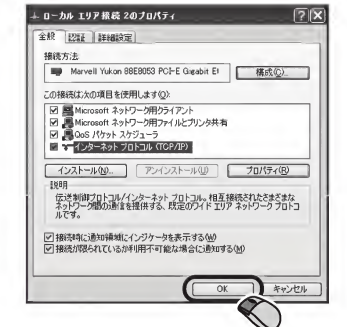 ローカル エリア接続 2のプロパティ
全般 認証 詳細設定
接続方法:
Marvell Yukon 88E8053 PCI-E Gigabit Et
構成(C)...
この接続は次の項目を使用します(O):
Microsoft ネットワーク用クライアント
Microsoft ネットワーク用ファイルとプリンタ共有
QoS パケット スケジューラ
インターネット プロトコル (TCP/IP)
インストール(N)... アンインストール(U) プロパティ(R)
説明
伝送制御プロトコル/インターネット プロトコル。相互接続されたさまざまな
ネットワーク間の通信を提供する、既定のワイド エリア ネットワーク プロトコ
ルです。
接続時に通知領域にインジケータを表示する(W)
接続が限られているか利用不可能な場合に通知する(M)
OK キャンセル